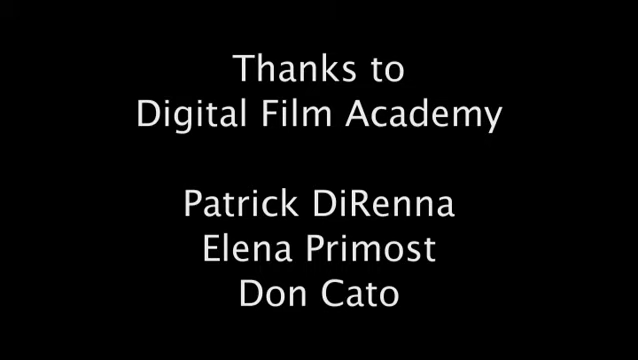 Thanks to
Digital Film Academy
Patrick DiRenna
Elena Primost
Don Cato